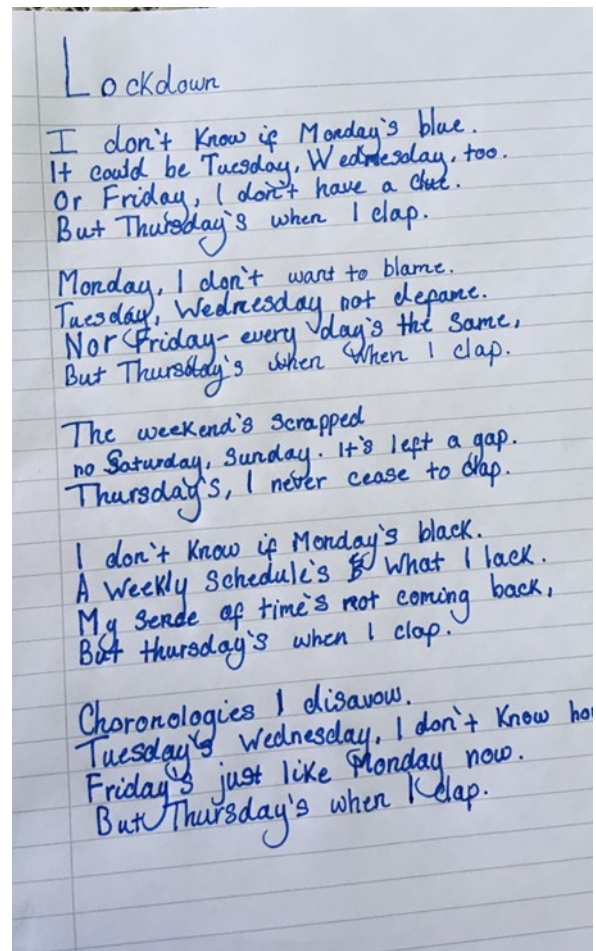 Lockdown
I don't know if Monday's blue.
It could be Tuesday, Wednesday, too.
Or Friday, I don't have a clue.
But Thursday's when I clap.
Monday, I don't want to blame.
Tuesday, Wednesday not defame.
Nor Friday - every day's the same,
But Thursday's when when I clap.
The weekend's scrapped
no Saturday, Sunday. It's left a gap.
Thursday's, I never cease to clap.
I don't know if Monday's black.
A weekly schedule's what I lack.
My sense of time's not coming back,
But thursday's when I clap.
Choronologies I disavow.
Tuesday's Wednesday, I don't know how
Friday's just like Monday now.
But Thursday's when I clap.